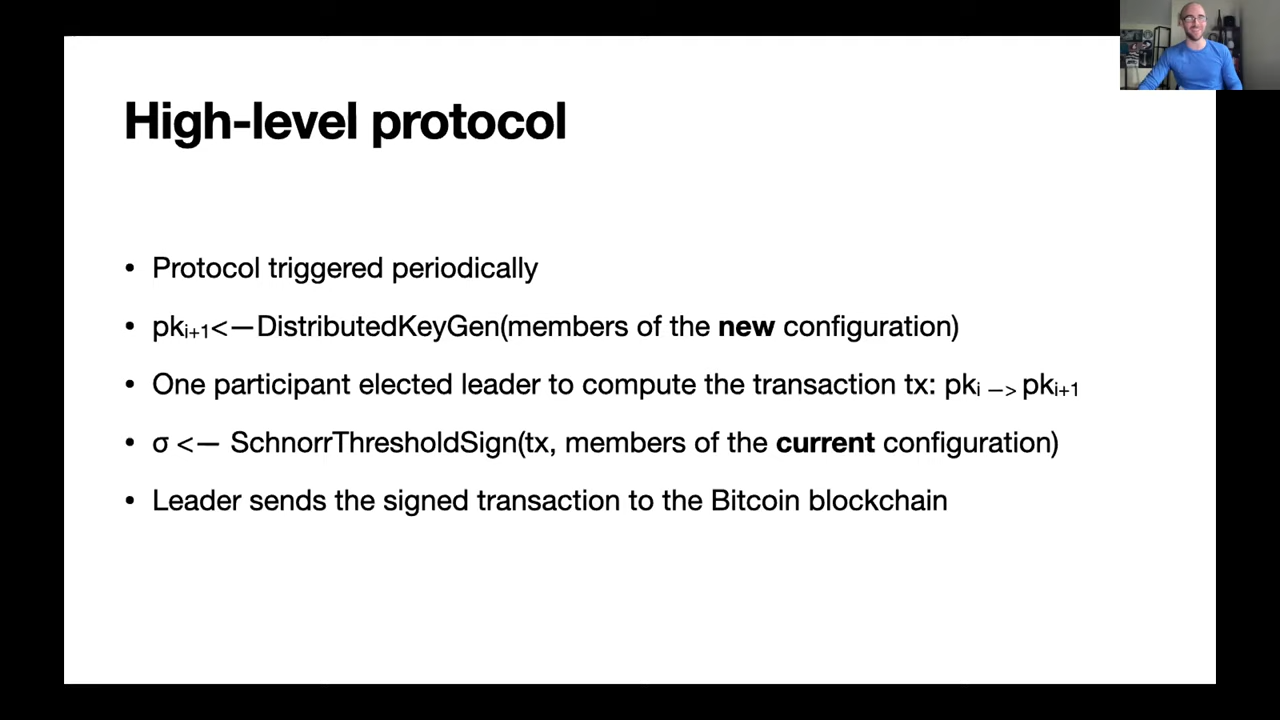 High-level protocol
• Protocol triggered periodically
• pkᵢ₊₁<—DistributedKeyGen(members of the new configuration)
• One participant elected leader to compute the transaction tx: pkᵢ —> pkᵢ₊₁
• σ <— SchnorrThresholdSign(tx, members of the current configuration)
• Leader sends the signed transaction to the Bitcoin blockchain